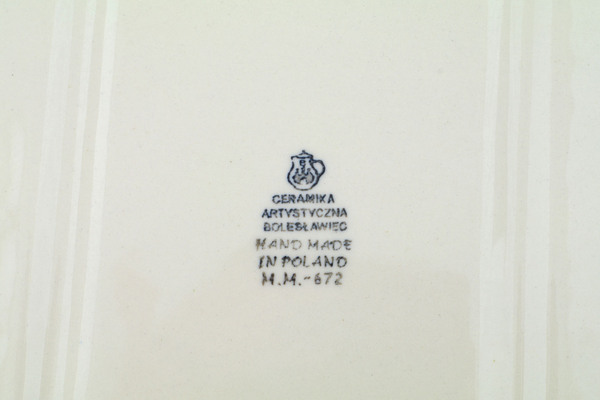 CERAMIKA
ARTYSTYCZNA
BOLESŁAWIEC
HAND MADE
IN POLAND
M.M.-672